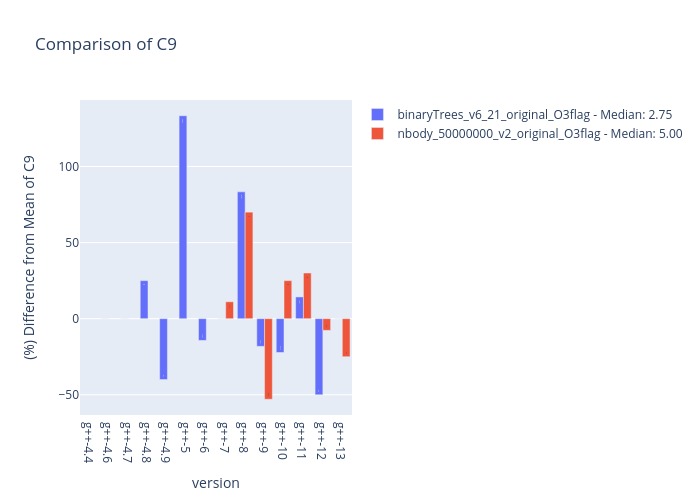 Comparison of C9
binaryTrees_v6_21_original_O3flag - Median: 2.75
nbody_50000000_v2_original_O3flag - Median: 5.00
(%) Difference from Mean of C9
100
50
0
−50
g++-4.4
g++-4.6
g++-4.7
g++-4.8
g++-4.9
g++-5
g++-6
g++-7
g++-8
g++-9
g++-10
g++-11
g++-12
g++-13
version